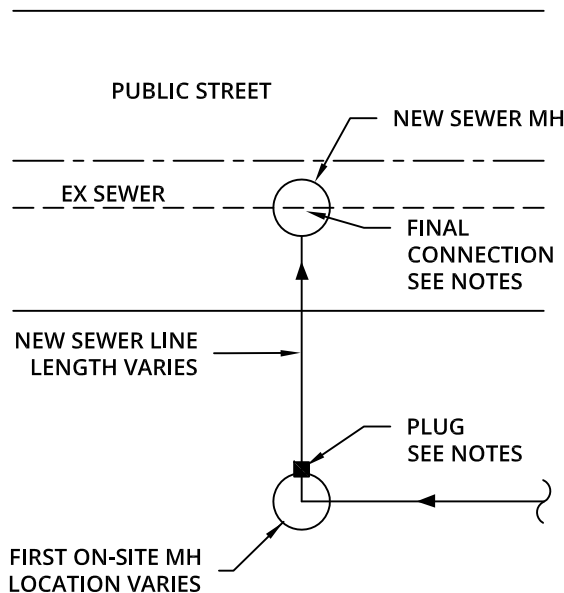 PUBLIC STREET
NEW SEWER MH
EX SEWER
FINAL
CONNECTION
SEE NOTES
NEW SEWER LINE
LENGTH VARIES
PLUG
SEE NOTES
FIRST ON-SITE MH
LOCATION VARIES